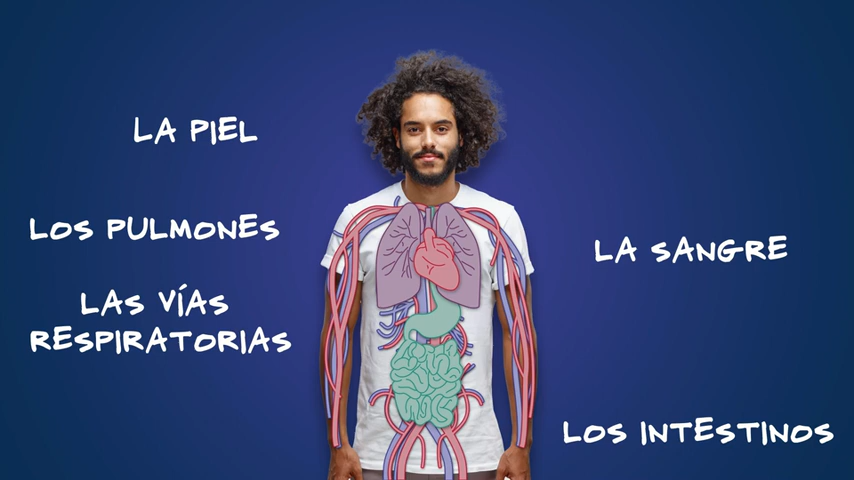 LA PIEL
LOS PULMONES
LAS VÍAS
RESPIRATORIAS
LA SANGRE
LOS INTESTINOS